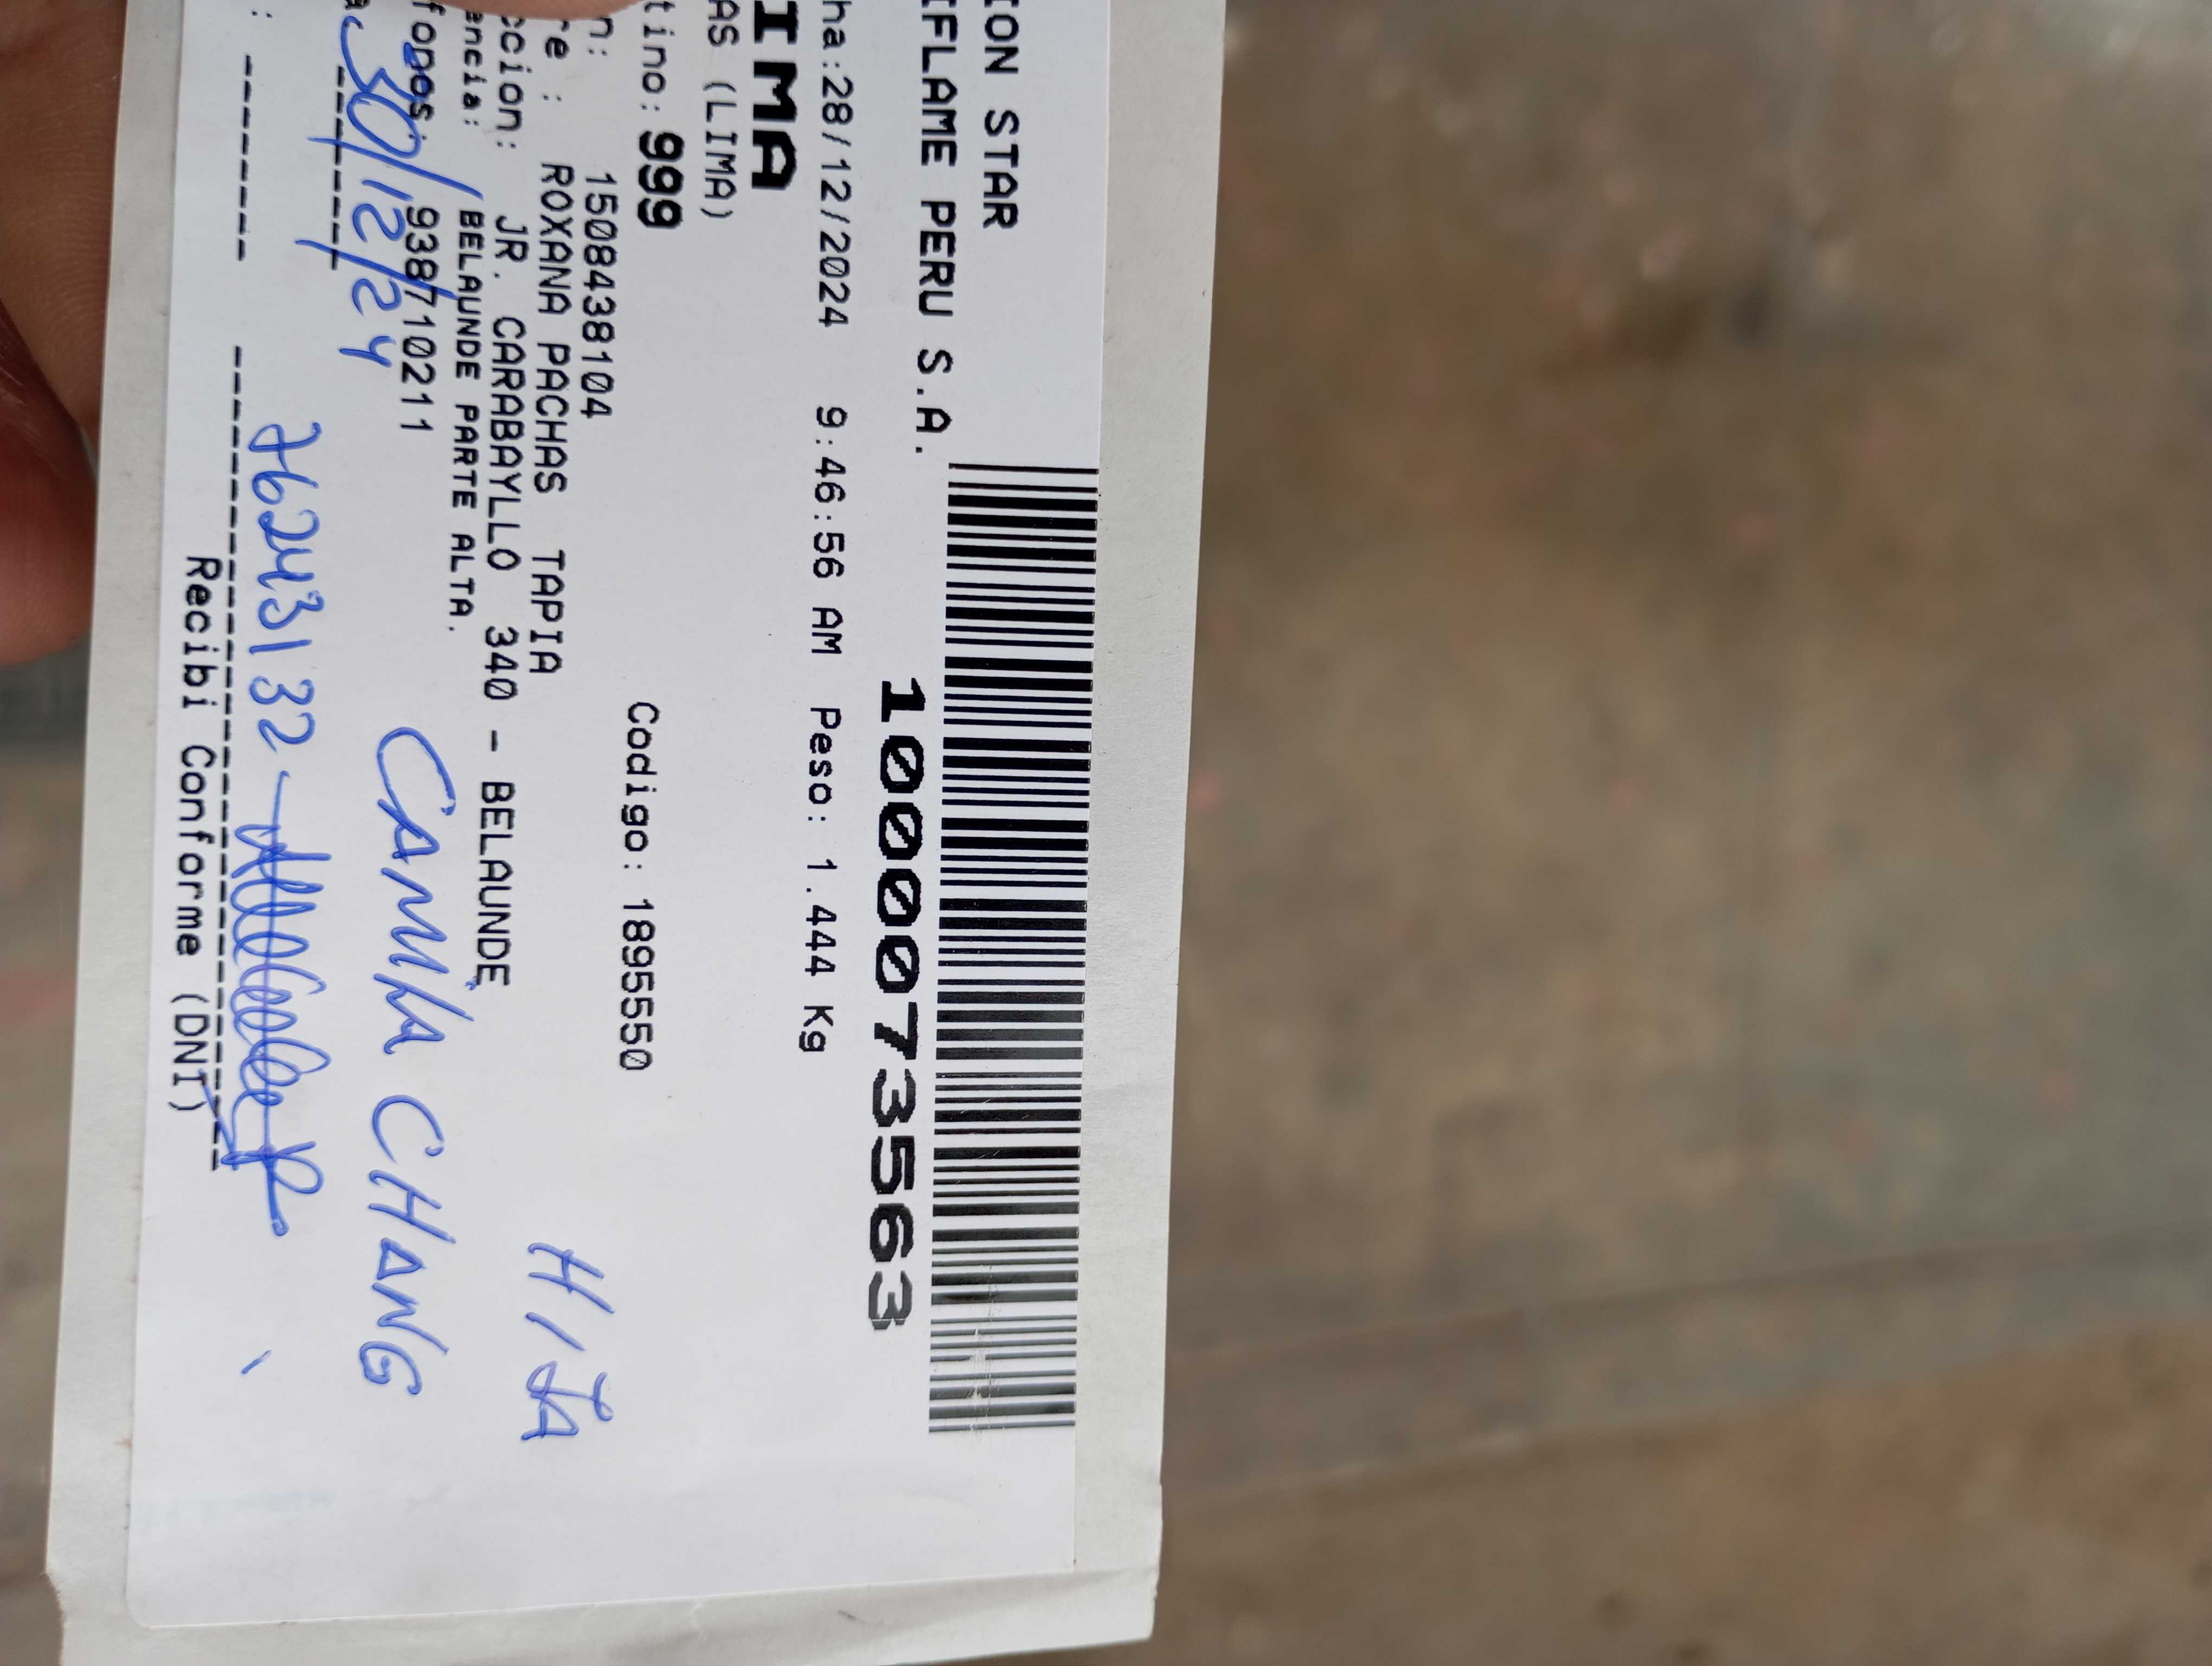 ION STAR
IFLAME PERU S.A.
1000073563
ha:28/12/2024 9:46:56 AM Peso: 1.444 Kg
IMA
AS (LIMA)
tino: 999 Codigo: 1895550
n: 1508438104
re : ROXANA PACHAS TAPIA
ccion: JR. CARABAYLLO 340 - BELAUNDE
encia: BELAUNDE PARTE ALTA.
fonos: 938710211
HIJA
CAMILA CHANG
30/12/24
76243132
Recibi Conforme (DNI)